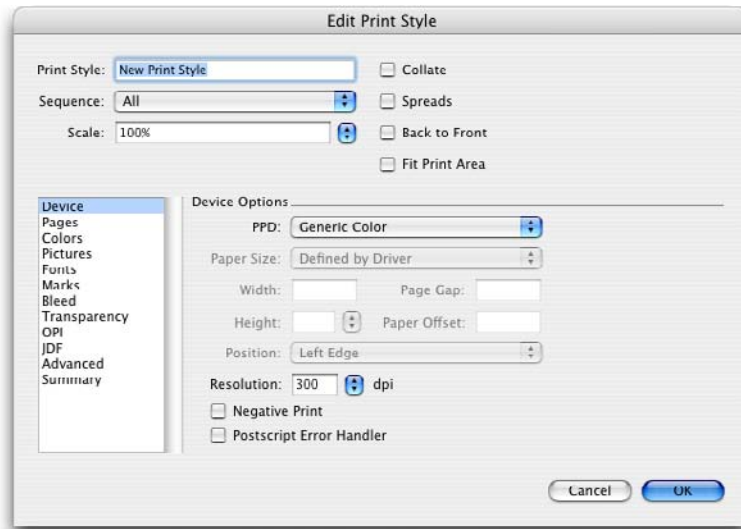 Edit Print Style
Print Style: New Print Style
Collate
Sequence: All
Spreads
Scale: 100%
Back to Front
Fit Print Area
Device
Pages
Colors
Pictures
Fonts
Marks
Bleed
Transparency
OPI
JDF
Advanced
Summary
Device Options
PPD: Generic Color
Paper Size: Defined by Driver
Width: Page Gap:
Height: Paper Offset:
Position: Left Edge
Resolution: 300 dpi
Negative Print
Postscript Error Handler
Cancel OK